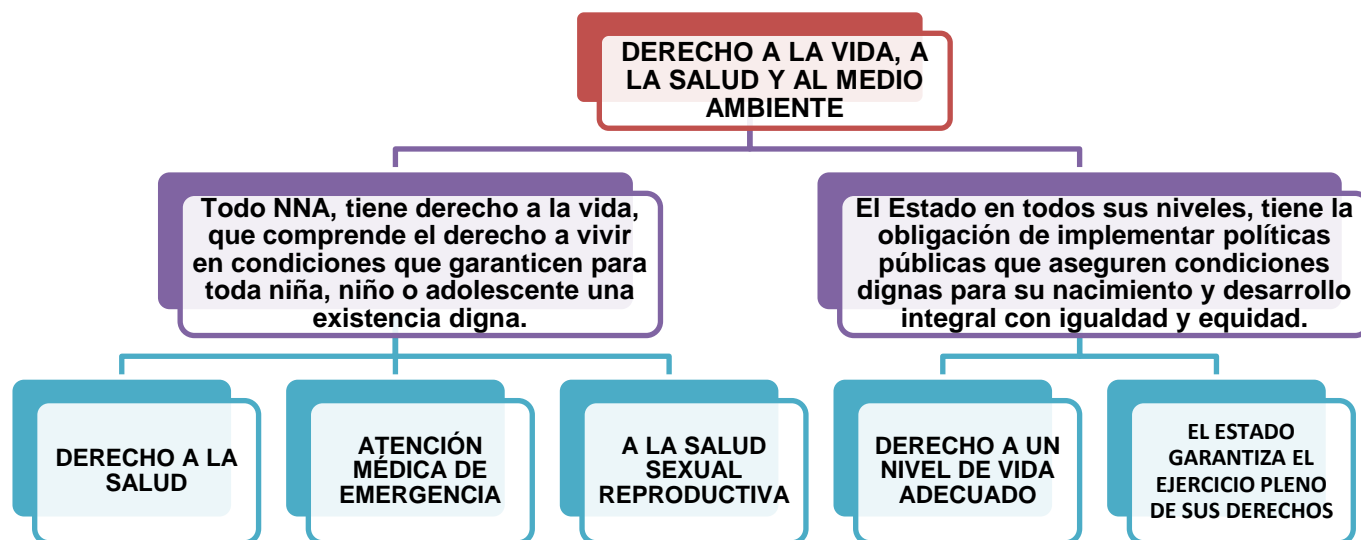 DERECHO A LA VIDA, A
LA SALUD Y AL MEDIO
AMBIENTE
Todo NNA, tiene derecho a la vida,
que comprende el derecho a vivir
en condiciones que garanticen para
toda niña, niño o adolescente una
existencia digna.
El Estado en todos sus niveles, tiene la
obligación de implementar políticas
públicas que aseguren condiciones
dignas para su nacimiento y desarrollo
integral con igualdad y equidad.
DERECHO A LA
SALUD
ATENCIÓN
MÉDICA DE
EMERGENCIA
A LA SALUD
SEXUAL
REPRODUCTIVA
DERECHO A UN
NIVEL DE VIDA
ADECUADO
EL ESTADO
GARANTIZA EL
EJERCICIO PLENO
DE SUS DERECHOS